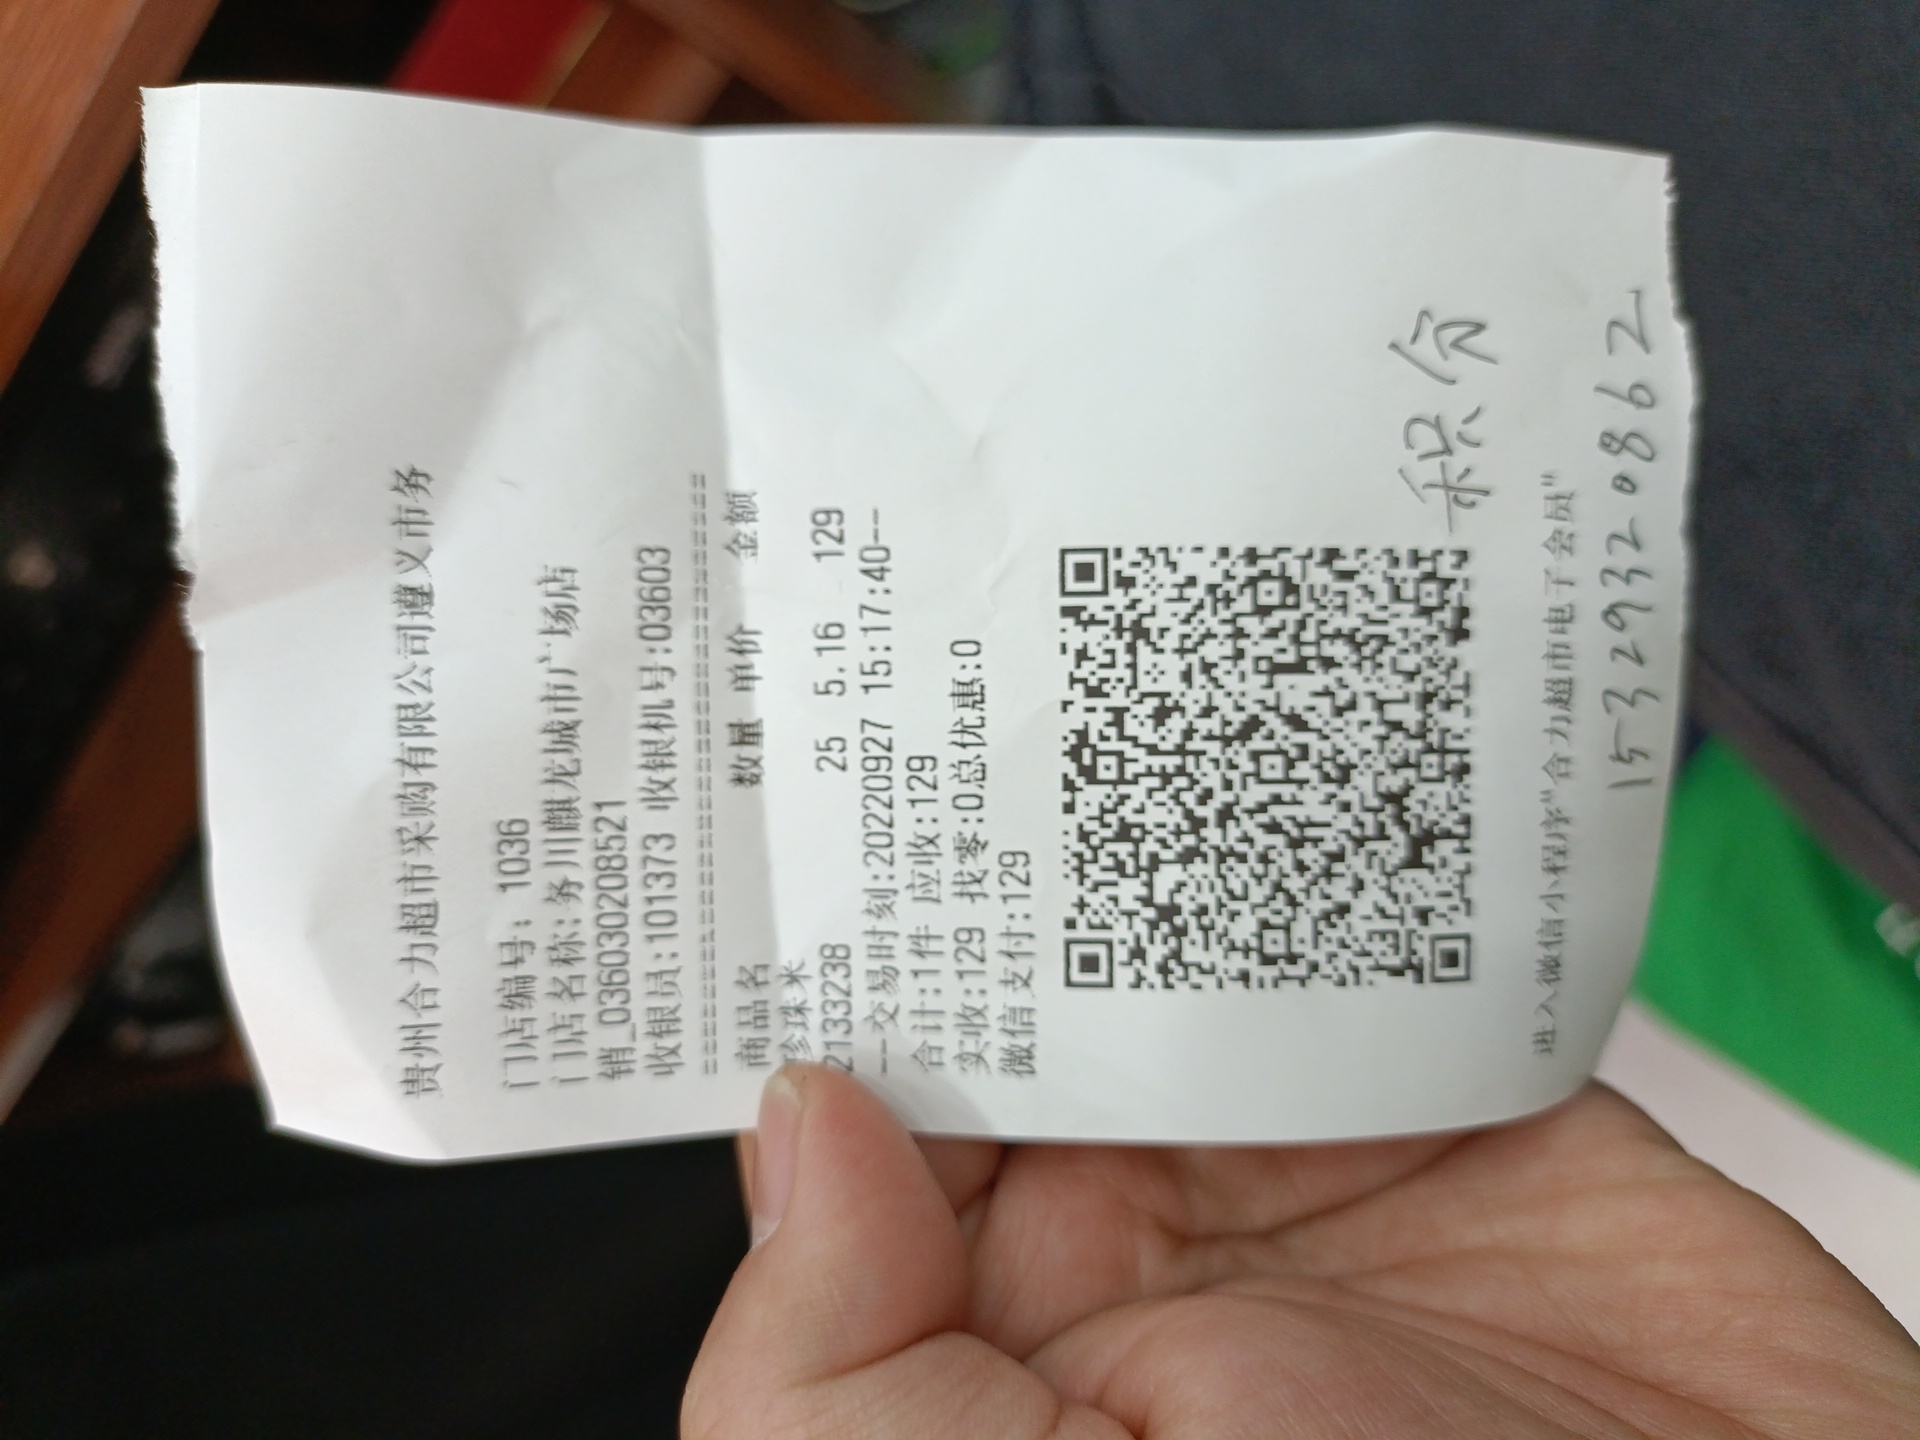 贵州合力超市采购有限公司遵义市务
门店编号: 1036
门店名称:务川麒龙城市广场店
销_036030208521
收银员:101373 收银机号:03603
商品名 数量 单价 金额
珍珠米
2133238 25 5.16 129
--交易时刻:20220927 15:17:40--
合计:1件 应收:129
实收:129 找零:0总优惠:0
微信支付:129
积分
进入微信小程序"合力超市电子会员"
15329320862